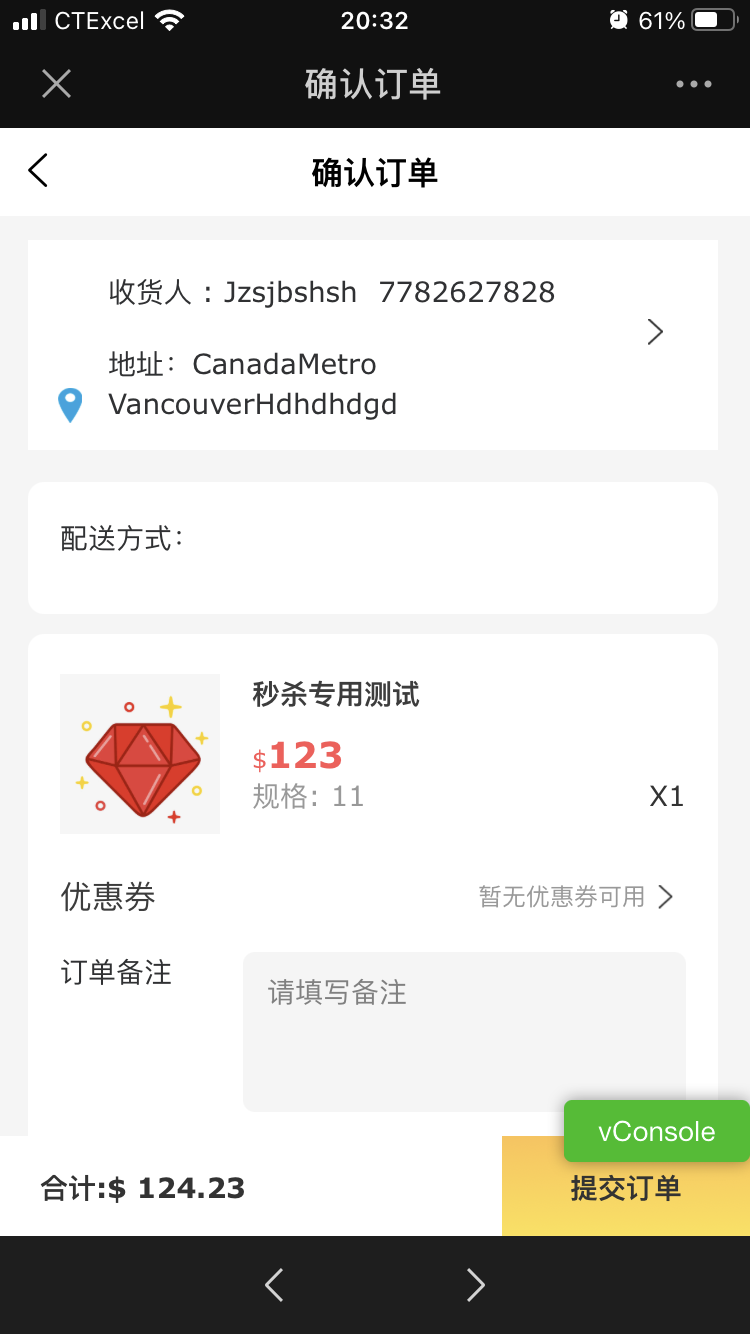 CTExcel 20:32 61%
确认订单
确认订单
收货人：Jzsjbshsh 7782627828
地址：CanadaMetro
VancouverHdhdhdgd
配送方式：
秒杀专用测试
$123
规格: 11 X1
优惠券 暂无优惠券可用
订单备注 请填写备注
vConsole
合计:$ 124.23 提交订单